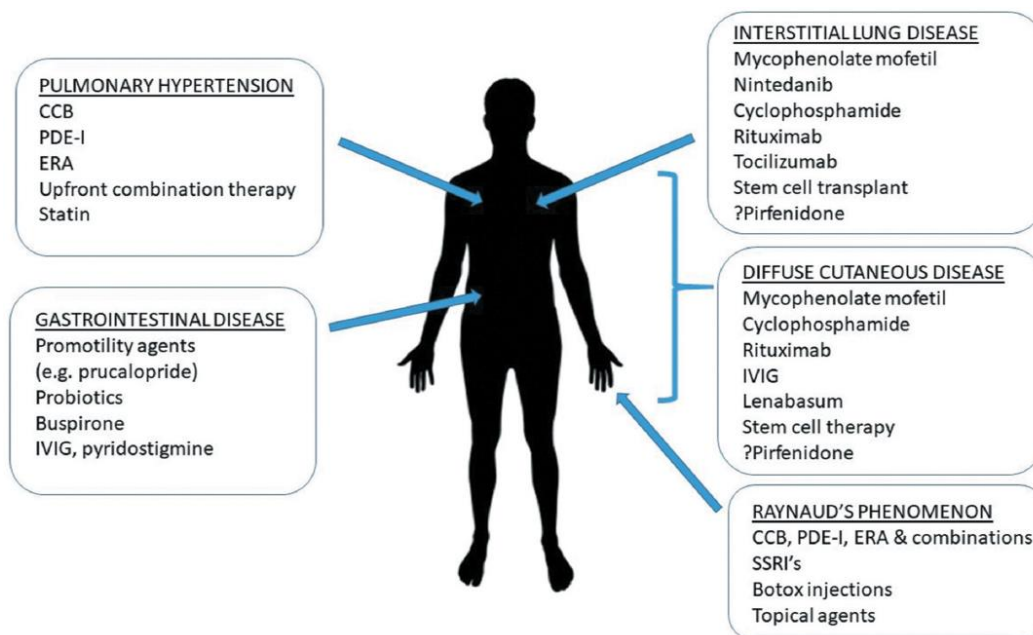 PULMONARY HYPERTENSION
CCB
PDE-I
ERA
Upfront combination therapy
Statin
GASTROINTESTINAL DISEASE
Promotility agents
(e.g. prucalopride)
Probiotics
Buspirone
IVIG, pyridostigmine
INTERSTITIAL LUNG DISEASE
Mycophenolate mofetil
Nintedanib
Cyclophosphamide
Rituximab
Tocilizumab
Stem cell transplant
?Pirfenidone
DIFFUSE CUTANEOUS DISEASE
Mycophenolate mofetil
Cyclophosphamide
Rituximab
IVIG
Lenabasum
Stem cell therapy
?Pirfenidone
RAYNAUD'S PHENOMENON
CCB, PDE-I, ERA & combinations
SSRI's
Botox injections
Topical agents